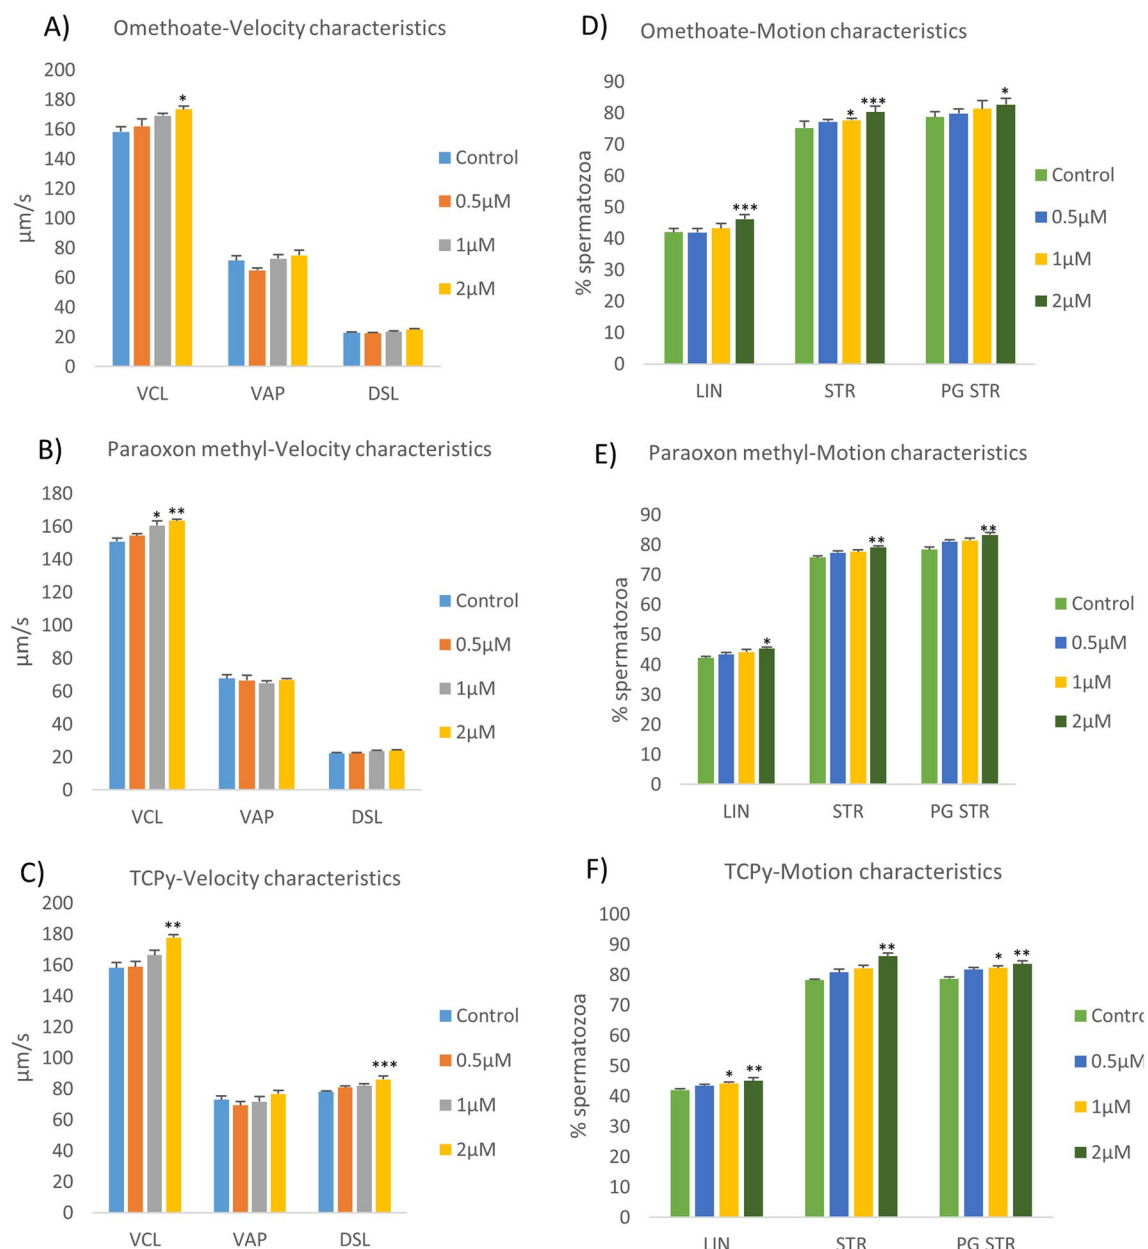 A) Omethoate-Velocity characteristics
200
180
160
140
120
100
80
60
40
20
0
µm/s
*
VCL VAP DSL
Control
0.5µM
1µM
2µM
D) Omethoate-Motion characteristics
90
80
70
60
50
40
30
20
10
0
% spermatozoa
*** * *** *
LIN STR PG STR
Control
0.5µM
1µM
2µM
B) Paraoxon methyl-Velocity characteristics
180
160
140
120
100
80
60
40
20
0
µm/s
* **
VCL VAP DSL
Control
0.5µM
1µM
2µM
E) Paraoxon methyl-Motion characteristics
90
80
70
60
50
40
30
20
10
0
% spermatozoa
* ** **
LIN STR PG STR
Control
0.5µM
1µM
2µM
C) TCPy-Velocity characteristics
200
180
160
140
120
100
80
60
40
20
0
µm/s
** ***
VCL VAP DSL
Control
0.5µM
1µM
2µM
F) TCPy-Motion characteristics
100
90
80
70
60
50
40
30
20
10
0
% spermatozoa
* ** ** * **
LIN STR PG STR
Contro
0.5µM
1µM
2µM